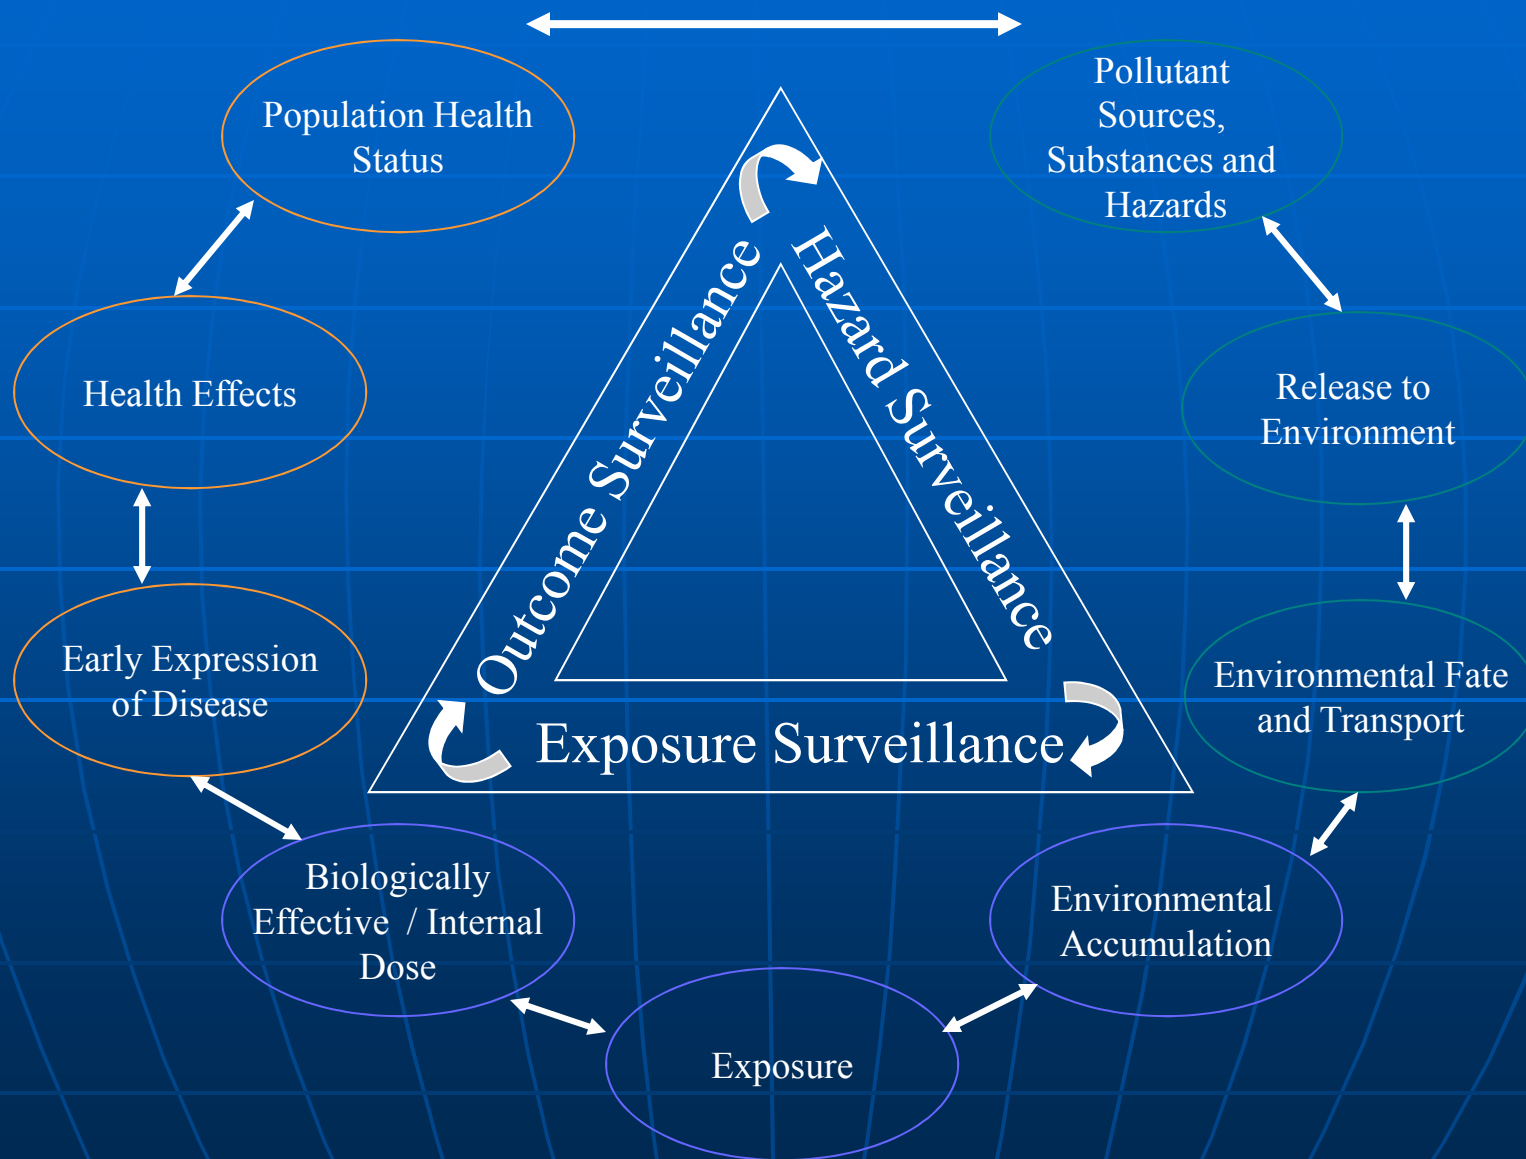 Population Health
Status
Pollutant
Sources,
Substances and
Hazards
Health Effects
Outcome Surveillance
Hazard Surveillance
Release to
Environment
Early Expression
of Disease
Exposure Surveillance
Environmental Fate
and Transport
Biologically
Effective / Internal
Dose
Environmental
Accumulation
Exposure